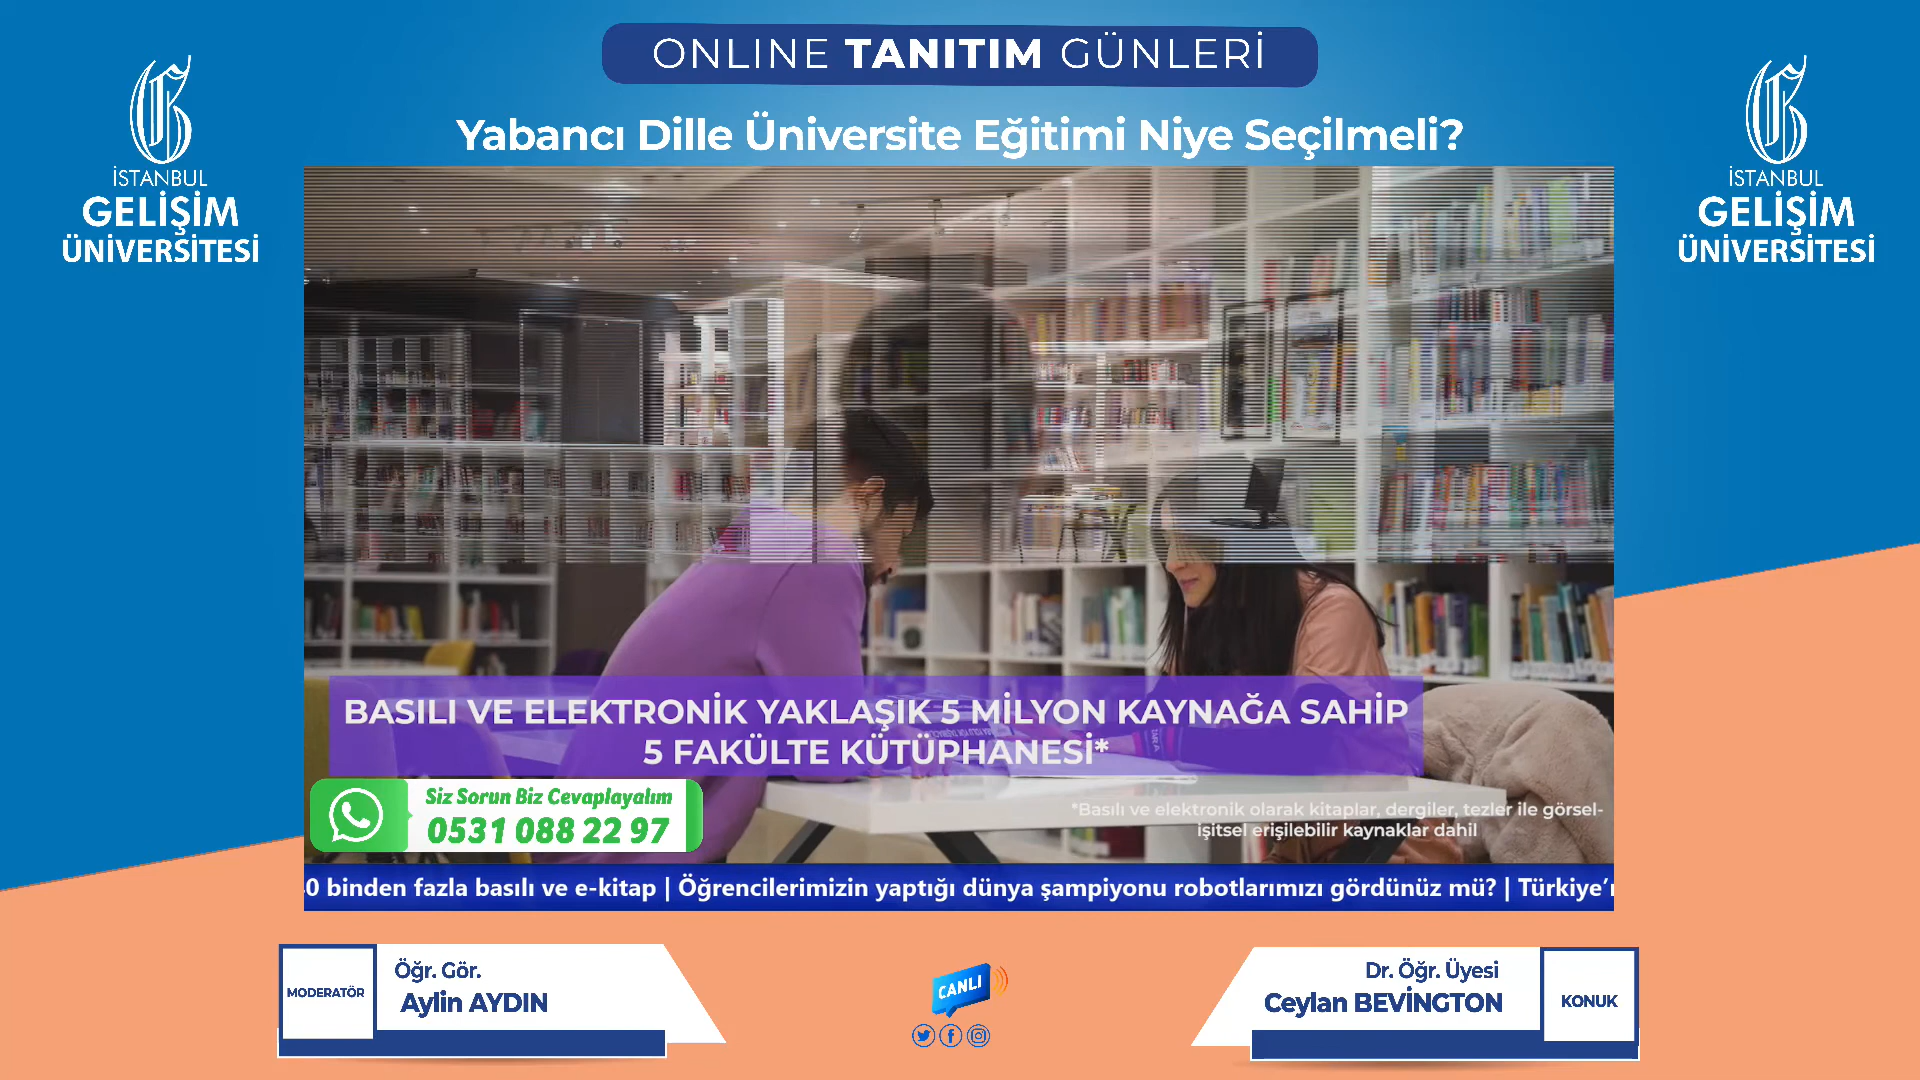 ONLINE TANITIM GÜNLERİ
Yabancı Dille Üniversite Eğitimi Niye Seçilmeli?
İSTANBUL
GELİŞİM
ÜNİVERSİTESİ
İSTANBUL
GELİŞİM
ÜNİVERSİTESİ
BASILI VE ELEKTRONİK YAKLAŞIK 5 MİLYON KAYNAĞA SAHİP
5 FAKÜLTE KÜTÜPHANESİ*
Siz Sorun Biz Cevaplayalım
0531 088 22 97
*Basılı ve elektronik olarak kitaplar, dergiler, tezler ile görsel-
işitsel erişilebilir kaynaklar dahil
0 binden fazla basılı ve e-kitap | Öğrencilerimizin yaptığı dünya şampiyonu robotlarımızı gördünüz mü? | Türkiye'
MODERATÖR
Öğr. Gör.
Aylin AYDIN
CANLI
Dr. Öğr. Üyesi
Ceylan BEVİNGTON
KONUK